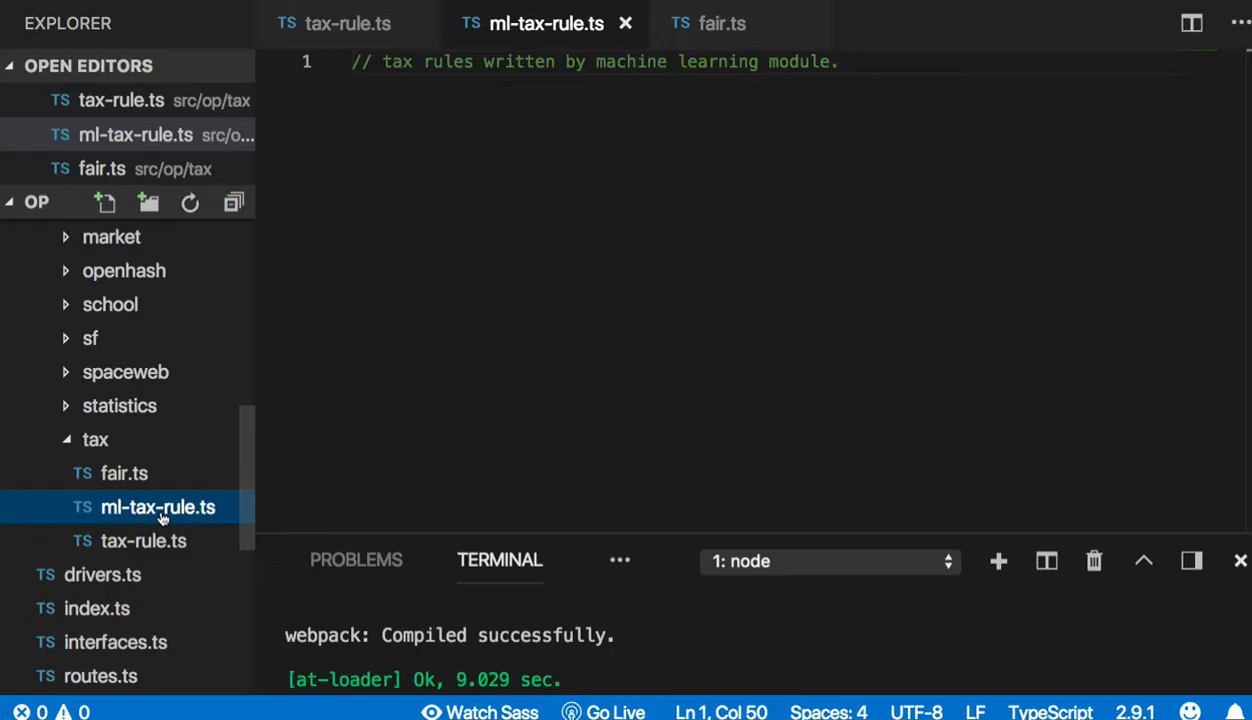 EXPLORER
TS tax-rule.ts TS ml-tax-rule.ts × TS fair.ts
OPEN EDITORS
TS tax-rule.ts src/op/tax
TS ml-tax-rule.ts src/o...
TS fair.ts src/op/tax
OP
market
openhash
school
sf
spaceweb
statistics
tax
TS fair.ts
TS ml-tax-rule.ts
TS tax-rule.ts
TS drivers.ts
TS index.ts
TS interfaces.ts
TS routes.ts
1 // tax rules written by machine learning module.
PROBLEMS TERMINAL ... 1: node
webpack: Compiled successfully.
[at-loader] Ok, 9.029 sec.
0 0 Watch Sass Go Live Ln 1, Col 50 Spaces: 4 UTF-8 LF TypeScript 2.9.1